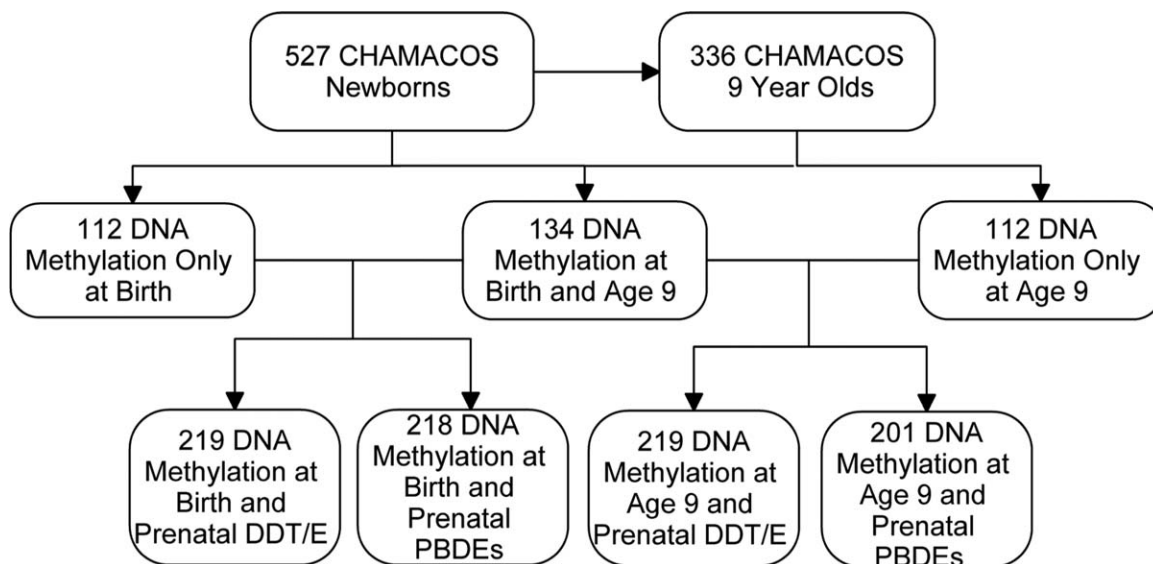 527 CHAMACOS
Newborns
336 CHAMACOS
9 Year Olds
112 DNA
Methylation Only
at Birth
134 DNA
Methylation at
Birth and Age 9
112 DNA
Methylation Only
at Age 9
219 DNA
Methylation at
Birth and
Prenatal DDT/E
218 DNA
Methylation at
Birth and
Prenatal
PBDEs
219 DNA
Methylation at
Age 9 and
Prenatal DDT/E
201 DNA
Methylation at
Age 9 and
Prenatal
PBDEs